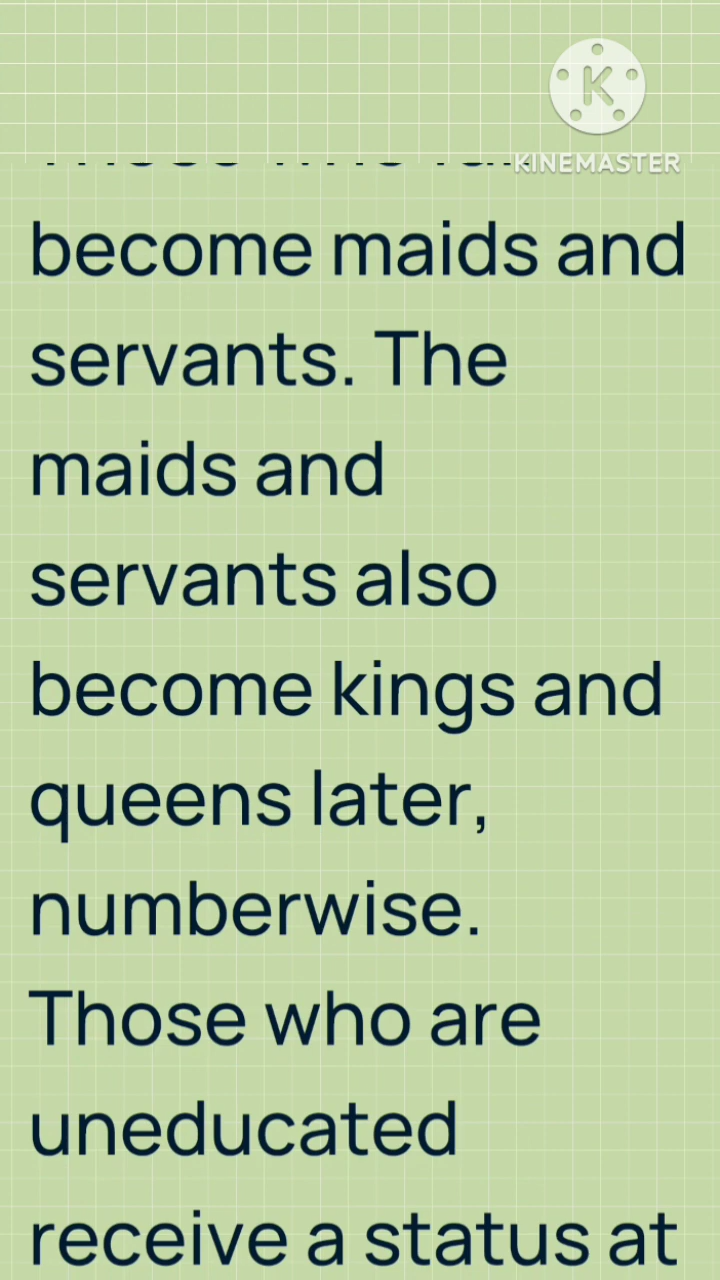 KINEMASTER
become maids and
servants. The
maids and
servants also
become kings and
queens later,
numberwise.
Those who are
uneducated
receive a status at